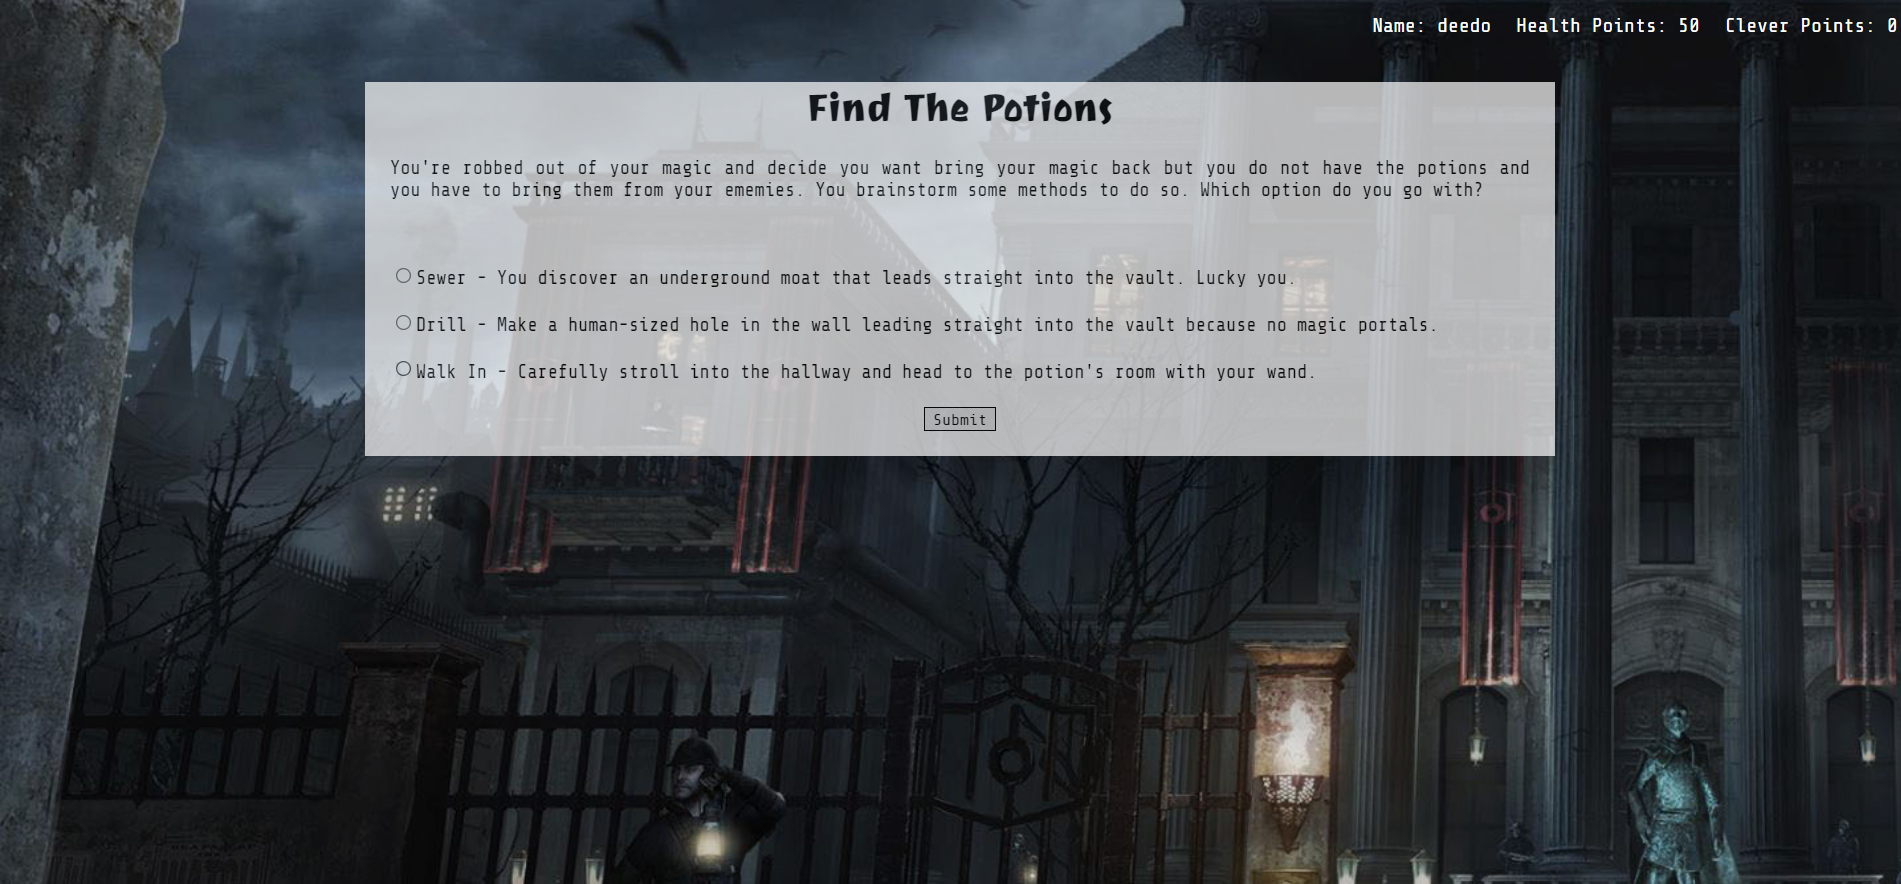 Name: deedo Health Points: 50 Clever Points: 0
Find The Potions
You're robbed out of your magic and decide you want bring your magic back but you do not have the potions and
you have to bring them from your ememies. You brainstorm some methods to do so. Which option do you go with?
Sewer - You discover an underground moat that leads straight into the vault. Lucky you.
Drill - Make a human-sized hole in the wall leading straight into the vault because no magic portals.
Walk In - Carefully stroll into the hallway and head to the potion's room with your wand.
Submit